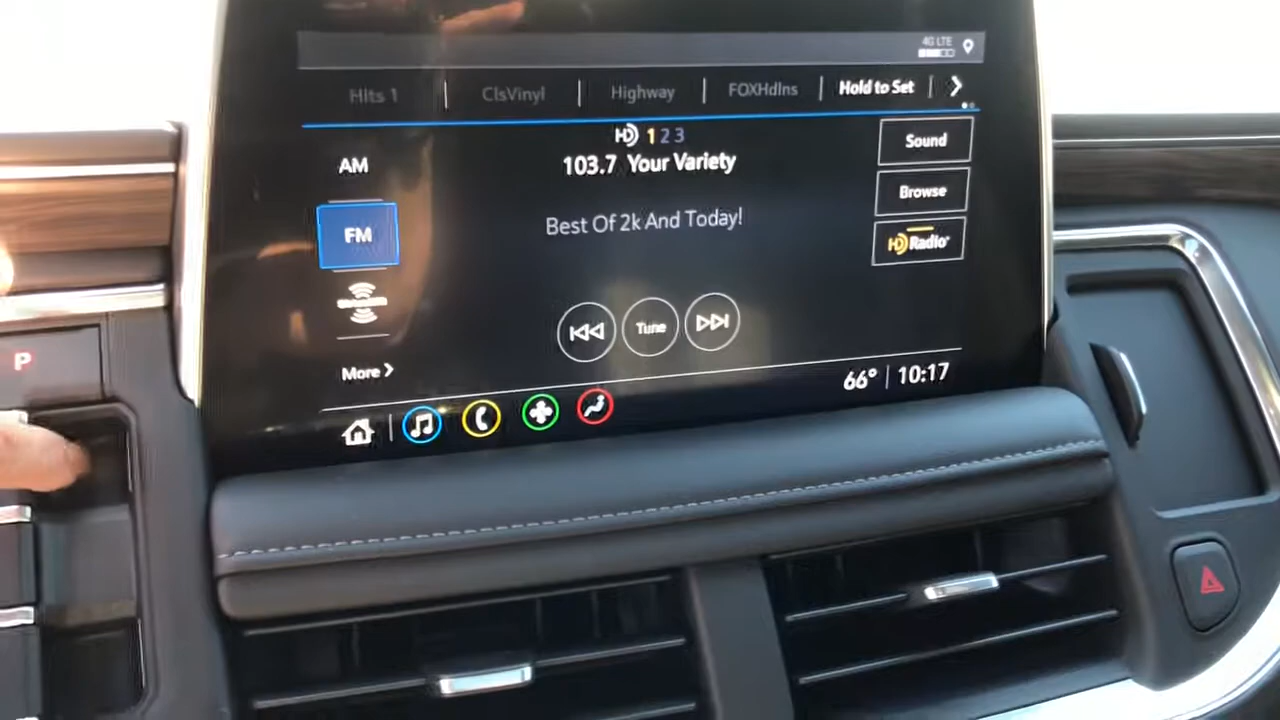 4G LTE
Hits 1
ClsVinyl
Highway
FOXHdlns
Hold to Set
HD 1 2 3
AM
103.7 Your Variety
Sound
FM
Best Of 2k And Today!
Browse
HD Radio
Tune
More
66° 10:17
P